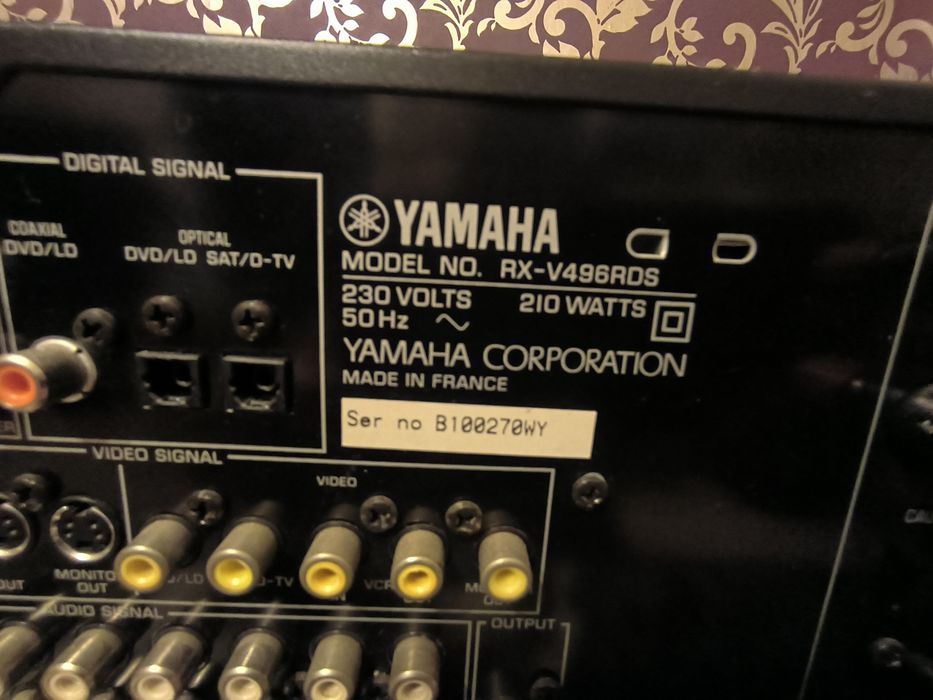 DIGITAL SIGNAL
COAXIAL
DVD/LD
OPTICAL
DVD/LD SAT/D-TV
YAMAHA
MODEL NO. RX-V496RDS
230 VOLTS 210 WATTS
50Hz
YAMAHA CORPORATION
MADE IN FRANCE
Ser no B100270WY
VIDEO SIGNAL
VIDEO
OUT
MONITOR
OUT
AUDIO SIGNAL
OUTPUT